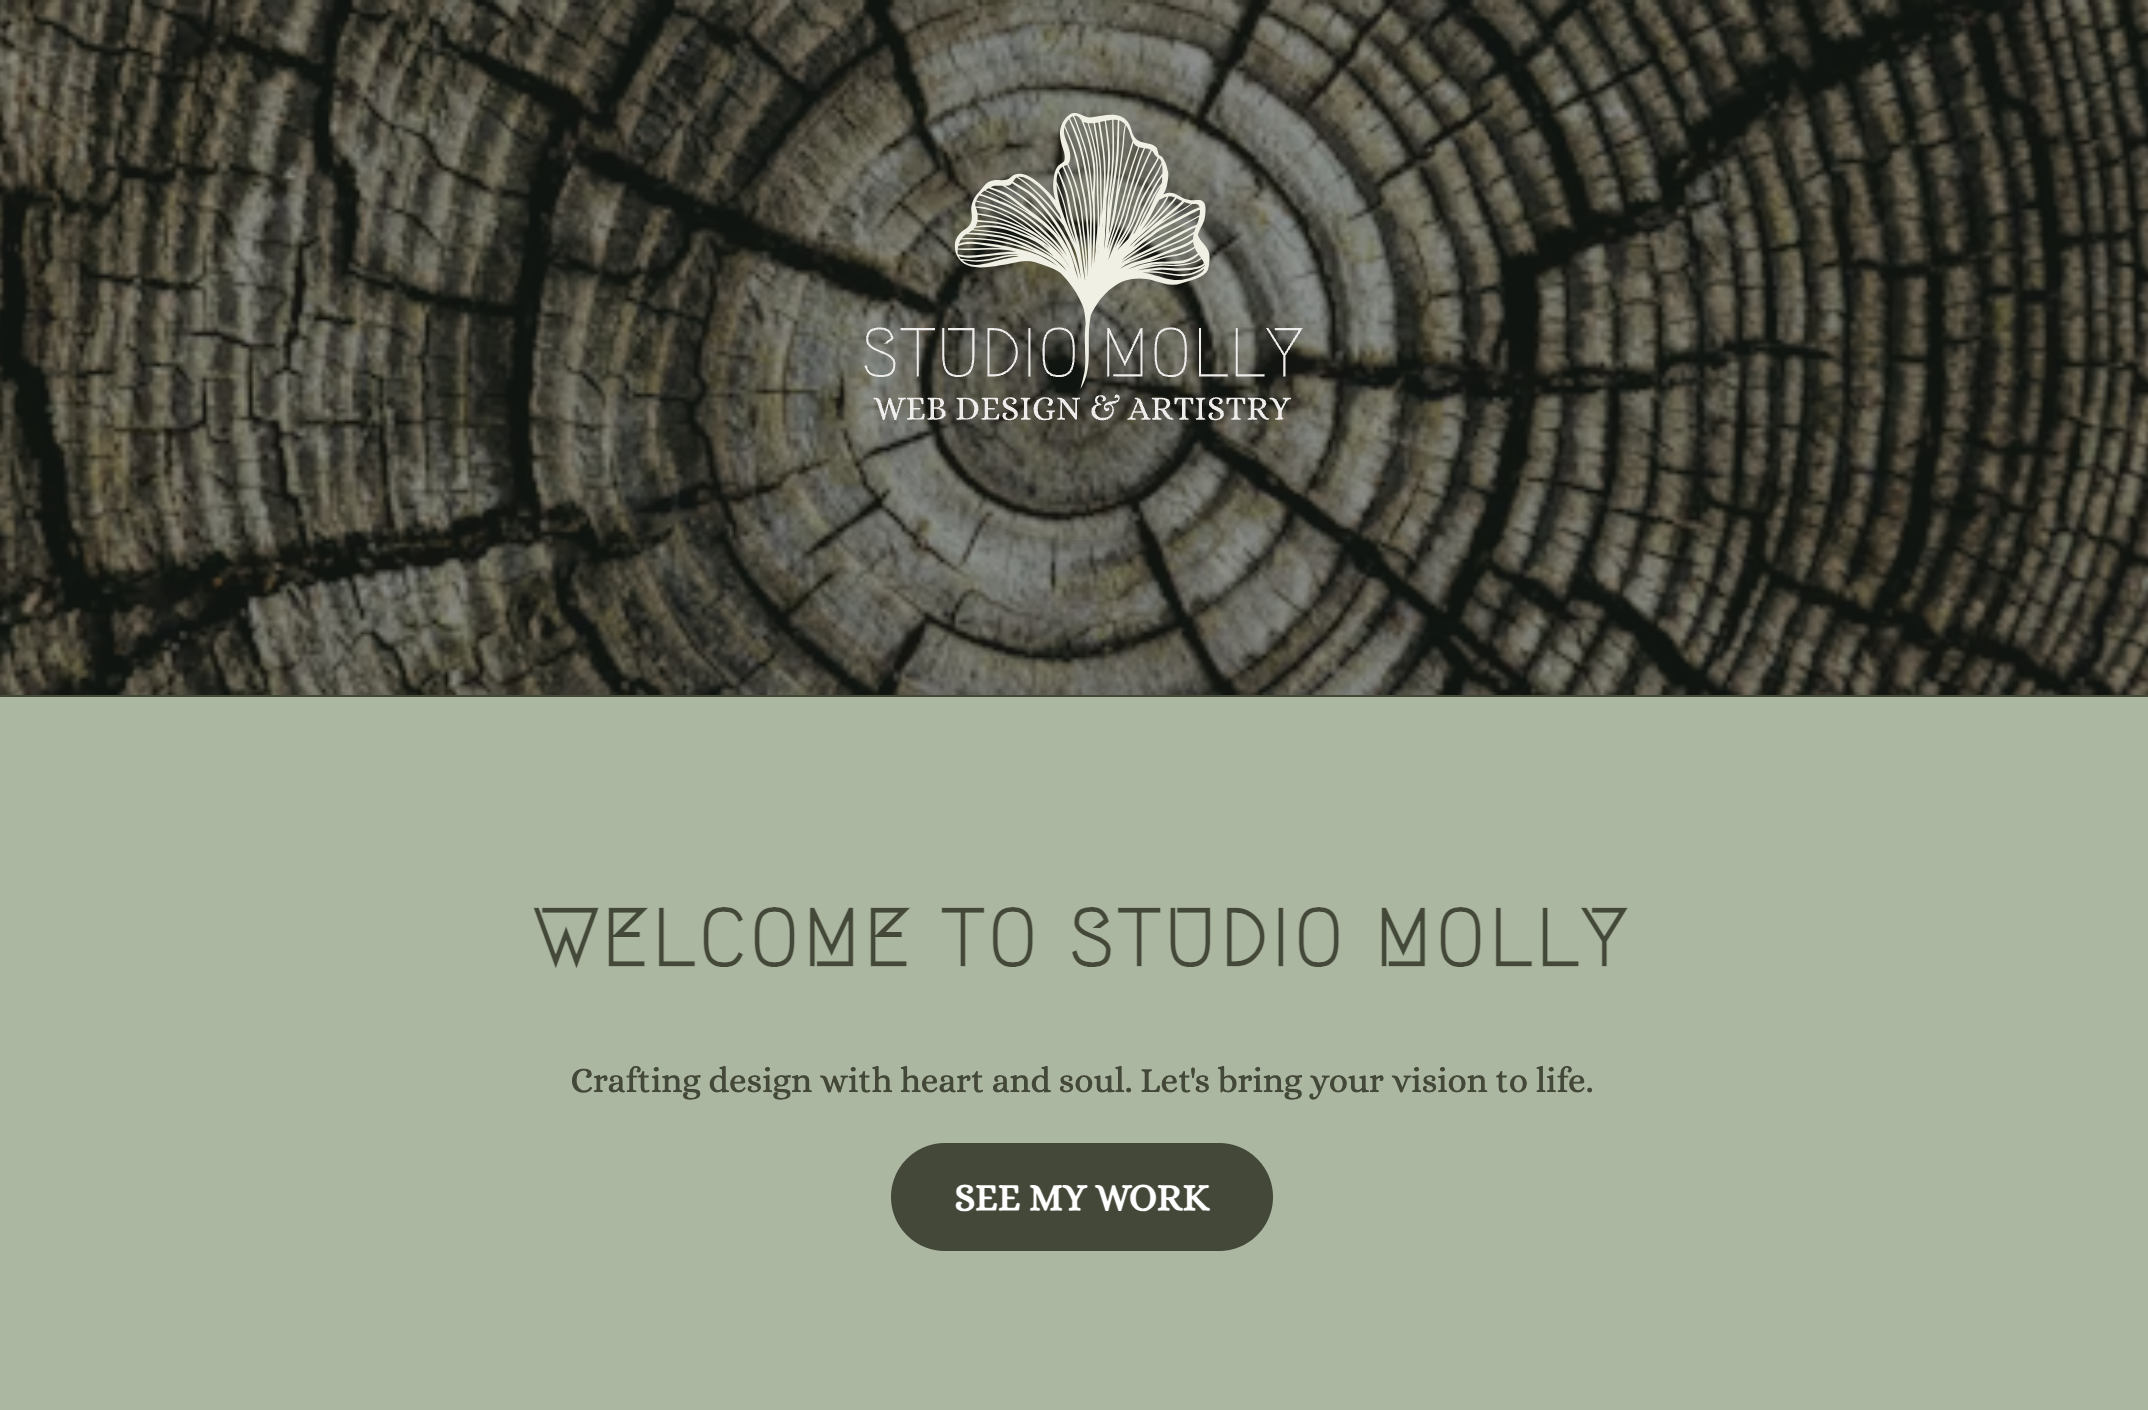 STUDIO MOLLY
WEB DESIGN & ARTISTRY
WELCOME TO STUDIO MOLLY
Crafting design with heart and soul. Let's bring your vision to life.
SEE MY WORK